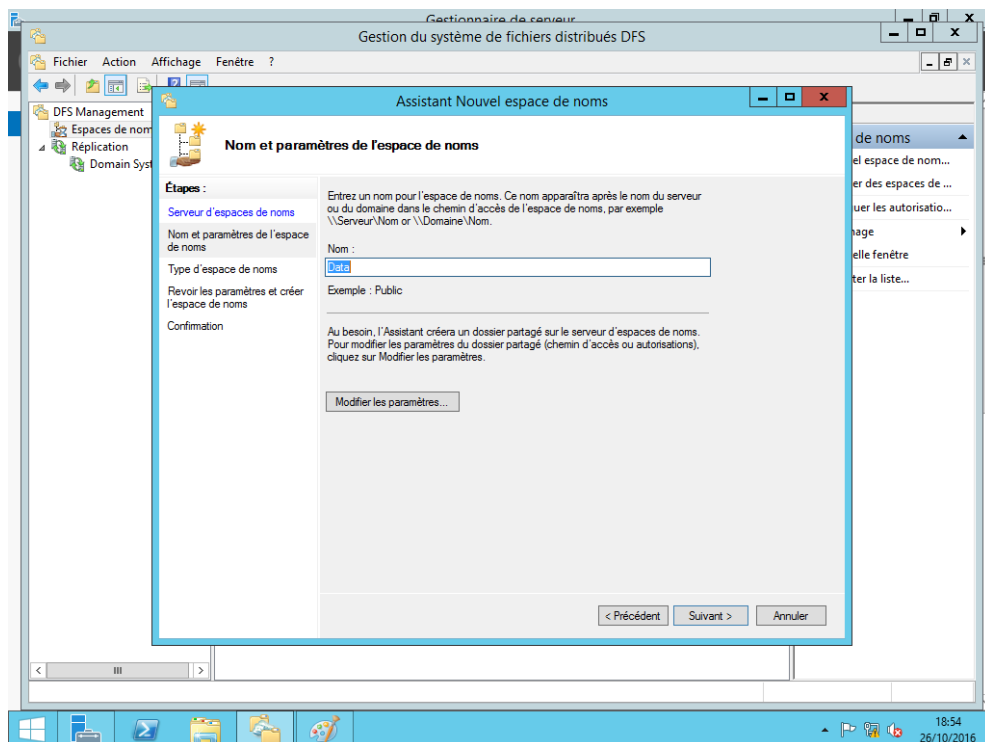 Gestionnaire de serveur
Gestion du système de fichiers distribués DFS
Fichier Action Affichage Fenêtre ?
DFS Management
Espaces de nom
Réplication
Domain Syst
Assistant Nouvel espace de noms
Nom et paramètres de l'espace de noms
Étapes :
Serveur d'espaces de noms
Nom et paramètres de l'espace
de noms
Type d'espace de noms
Revoir les paramètres et créer
l'espace de noms
Confirmation
Entrez un nom pour l'espace de noms. Ce nom apparaîtra après le nom du serveur
ou du domaine dans le chemin d'accès de l'espace de noms, par exemple
\\Serveur\Nom or \\Domaine\Nom.
Nom :
Data
Exemple : Public
Au besoin, l'Assistant créera un dossier partagé sur le serveur d'espaces de noms.
Pour modifier les paramètres du dossier partagé (chemin d'accès ou autorisations),
cliquez sur Modifier les paramètres.
Modifier les paramètres...
< Précédent
Suivant >
Annuler
de noms
el espace de nom...
er des espaces de ...
uer les autorisatio...
hage
elle fenêtre
ter la liste...
18:54
26/10/2016